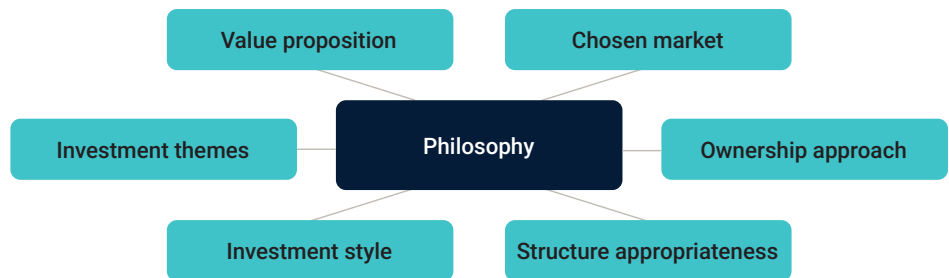 Value proposition
Chosen market
Investment themes
Philosophy
Ownership approach
Investment style
Structure appropriateness